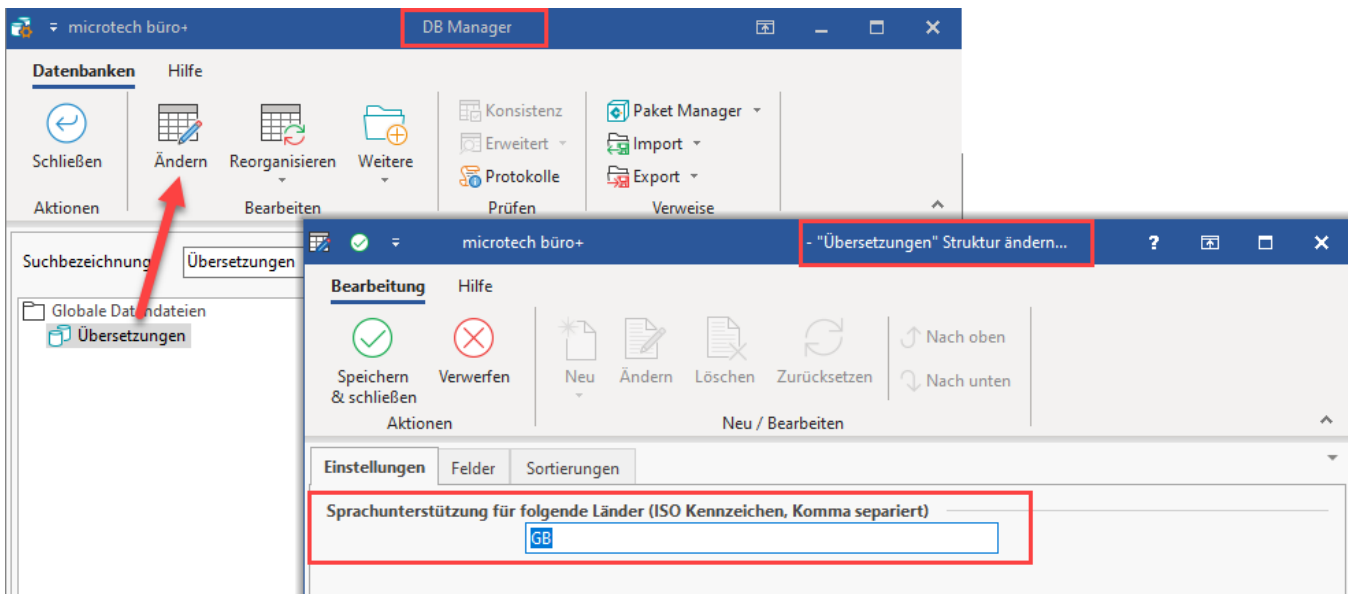 microtech büro+ DB Manager
Datenbanken Hilfe
Schließen
Ändern
Reorganisieren
Weitere
Konsistenz
Erweitert
Protokolle
Paket Manager
Import
Export
Aktionen Bearbeiten Prüfen Verweise
Suchbezeichnung Übersetzungen
Globale Datendateien
Übersetzungen
microtech büro+ - "Übersetzungen" Struktur ändern... ?
Bearbeitung Hilfe
Speichern
& schließen
Verwerfen
Neu
Ändern
Löschen
Zurücksetzen
Nach oben
Nach unten
Aktionen Neu / Bearbeiten
Einstellungen Felder Sortierungen
Sprachunterstützung für folgende Länder (ISO Kennzeichen, Komma separiert)
GB